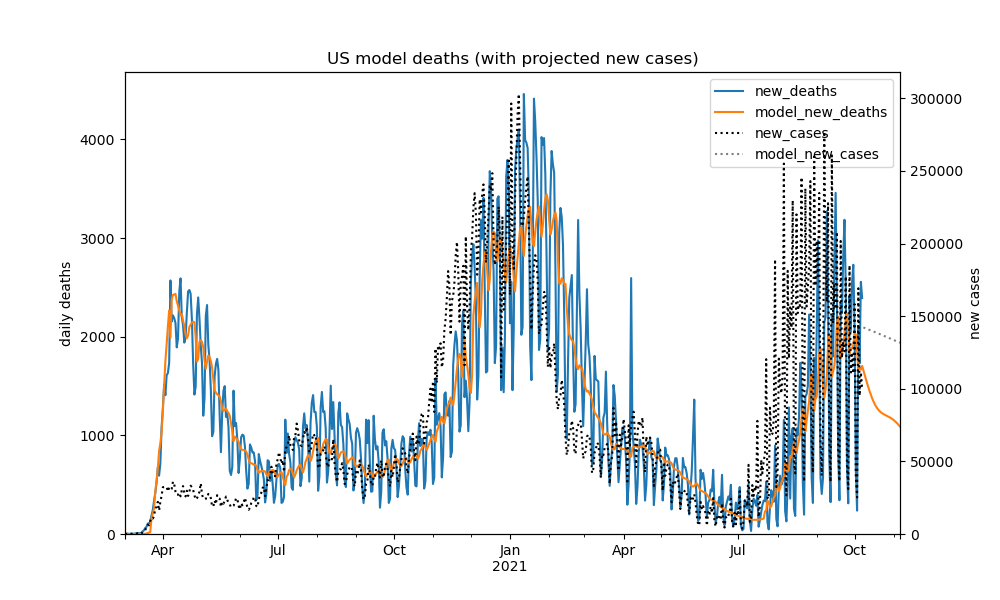 US model deaths (with projected new cases)
new_deaths
model_new_deaths
new_cases
model_new_cases
daily deaths
4000
3000
2000
1000
0
300000
250000
200000
150000
100000
50000
0
new cases
Apr
Jul
Oct
Jan
2021
Apr
Jul
Oct